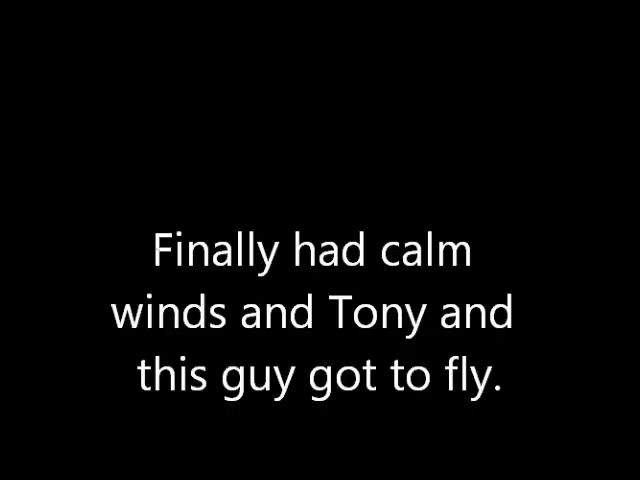 Finally had calm
winds and Tony and
this guy got to fly.